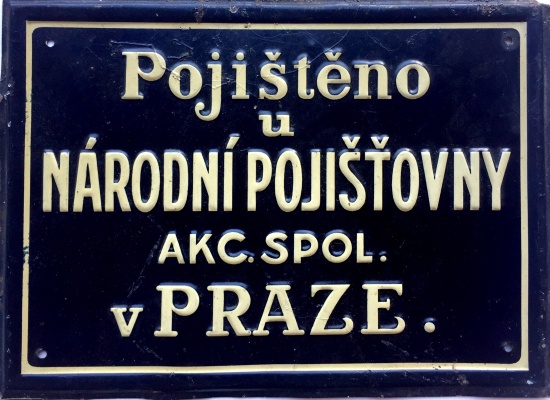 Pojištěno
u
NÁRODNÍ POJIŠŤOVNY
AKC. SPOL.
v PRAZE.